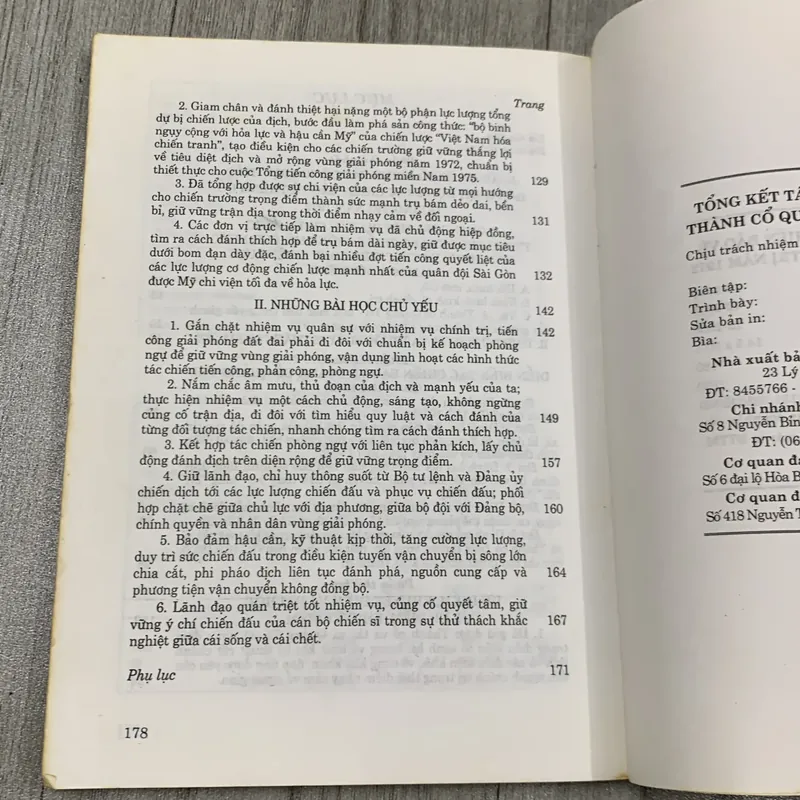 Trang
2. Giam chân và đánh thiệt hại nặng một bộ phận lực lượng tổng
dự bị chiến lược của địch, bước đầu làm phá sản công thức: "bộ binh
ngụy cộng với hỏa lực và hậu cần Mỹ" của chiến lược "Việt Nam hóa
chiến tranh", tạo điều kiện cho các chiến trường giữ vững thắng lợi
về tiêu diệt địch và mở rộng vùng giải phóng năm 1972, chuẩn bị
thiết thực cho cuộc Tổng tiến công giải phóng miền Nam 1975. 129
3. Đã tổng hợp được sự chi viện của các lực lượng từ mọi hướng
cho chiến trường trọng điểm thành sức mạnh trụ bám dẻo dai, bền
bỉ, giữ vững trận địa trong thời điểm nhạy cảm về đối ngoại. 131
4. Các đơn vị trực tiếp làm nhiệm vụ đã chủ động hiệp đồng,
tìm ra cách đánh thích hợp để trụ bám dài ngày, giữ được mục tiêu
dưới bom đạn dày đặc, đánh bại nhiều đợt tiến công quyết liệt của
các lực lượng cơ động chiến lược mạnh nhất của quân đội Sài Gòn
được Mỹ chi viện tối đa về hỏa lực. 132
II. NHỮNG BÀI HỌC CHỦ YẾU 142
1. Gắn chặt nhiệm vụ quân sự với nhiệm vụ chính trị, tiến 142
công giải phóng đất đai phải đi đôi với chuẩn bị kế hoạch phòng
ngự để giữ vững vùng giải phóng, vận dụng linh hoạt các hình thức
tác chiến tiến công, phản công, phòng ngự.
2. Nắm chắc âm mưu, thủ đoạn của địch và mạnh yếu của ta;
thực hiện nhiệm vụ một cách chủ động, sáng tạo, không ngừng
củng cố trận địa, đi đôi với tìm hiểu quy luật và cách đánh của
từng đối tượng tác chiến, nhanh chóng tìm ra cách đánh thích hợp. 149
3. Kết hợp tác chiến phòng ngự với liên tục phản kích, lấy chủ
động đánh địch trên diện rộng để giữ vững trọng điểm. 157
4. Giữ lãnh đạo, chỉ huy thông suốt từ Bộ tư lệnh và Đảng ủy
chiến dịch tới các lực lượng chiến đấu và phục vụ chiến đấu; phối
hợp chặt chẽ giữa chủ lực với địa phương, giữa bộ đội với Đảng bộ,
chính quyền và nhân dân vùng giải phóng. 160
5. Bảo đảm hậu cần, kỹ thuật kịp thời, tăng cường lực lượng,
duy trì sức chiến đấu trong điều kiện tuyến vận chuyển bị sông lớn
chia cắt, phi pháo địch liên tục đánh phá, nguồn cung cấp và
phương tiện vận chuyển không đồng bộ. 164
6. Lãnh đạo quán triệt tốt nhiệm vụ, củng cố quyết tâm, giữ
vững ý chí chiến đấu của cán bộ chiến sĩ trong sự thử thách khắc
nghiệt giữa cái sống và cái chết. 167
Phụ lục 171
178
TỔNG KẾT TÁ
THÀNH CỔ QU
Chịu trách nhiệm
Biên tập:
Trình bày:
Sửa bản in:
Bìa:
Nhà xuất bả
23 Lý
ĐT: 8455766 -
Chi nhánh
Số 8 Nguyễn Bỉn
ĐT: (06
Cơ quan đạ
Số 6 đại lộ Hòa B
Cơ quan đ
Số 418 Nguyễn T